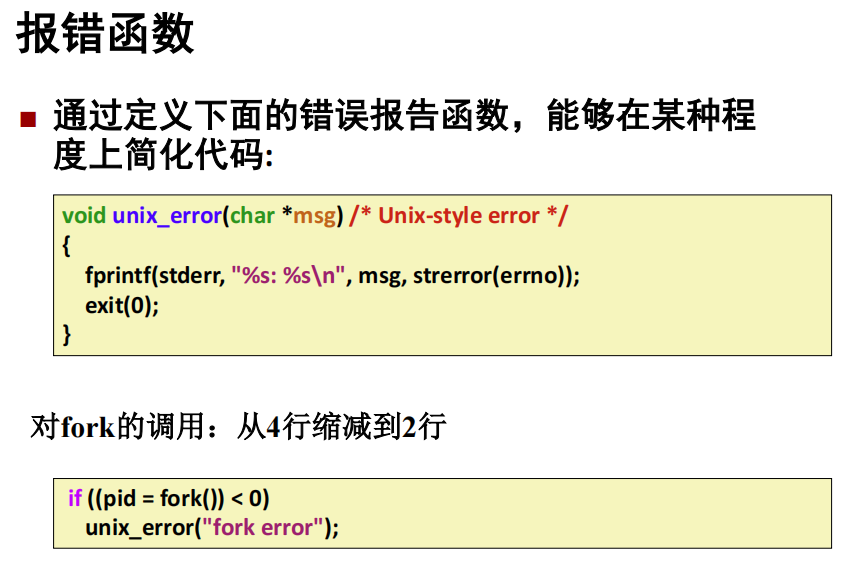 报错函数
■ 通过定义下面的错误报告函数，能够在某种程
度上简化代码:
void unix_error(char *msg) /* Unix-style error */
{
    fprintf(stderr, "%s: %s\n", msg, strerror(errno));
    exit(0);
}
对fork的调用：从4行缩减到2行
if ((pid = fork()) < 0)
    unix_error("fork error");